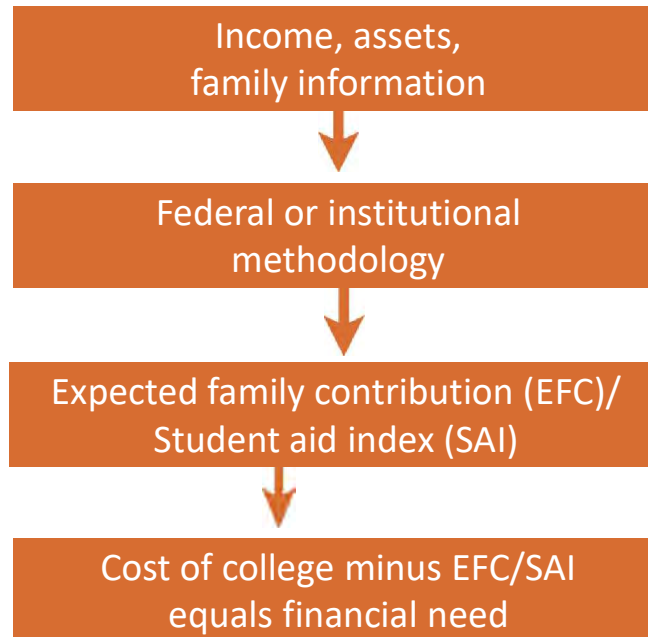 Income, assets,
family information
Federal or institutional
methodology
Expected family contribution (EFC)/
Student aid index (SAI)
Cost of college minus EFC/SAI
equals financial need